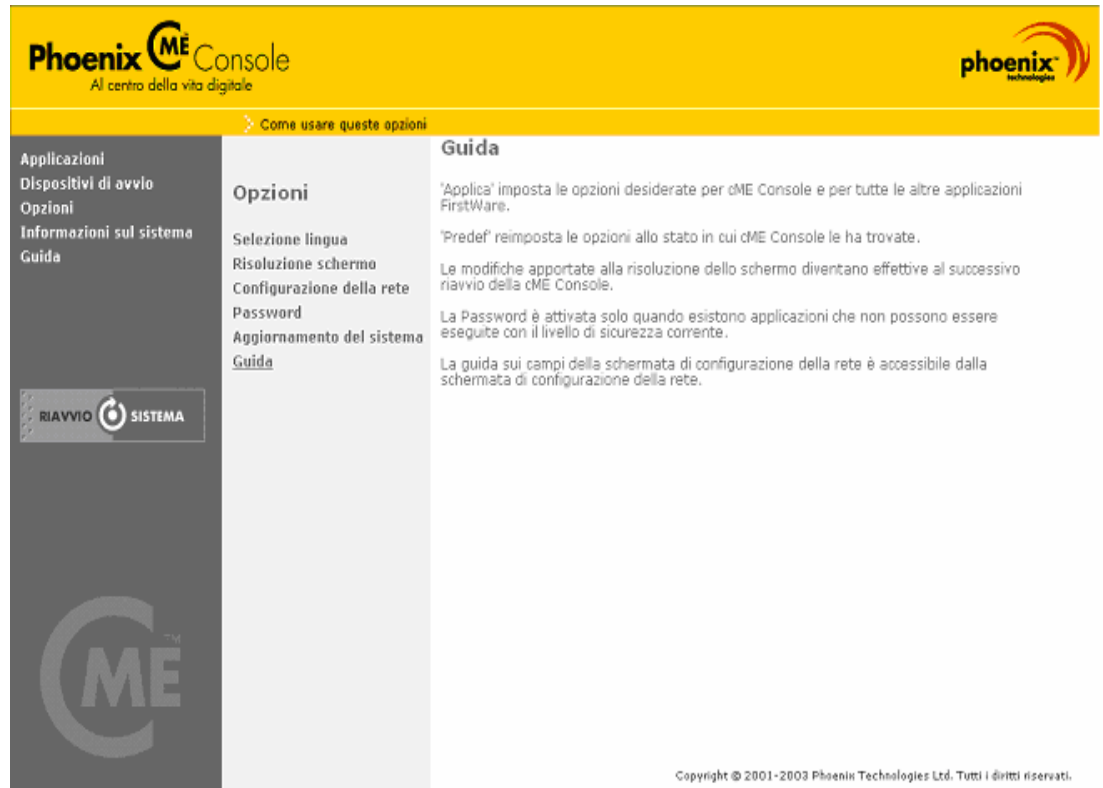 Phoenix cME Console
Al centro della vita digitale
phoenix™
technologies
Come usare queste opzioni
Applicazioni
Dispositivi di avvio
Opzioni
Informazioni sul sistema
Guida
RIAVVIO SISTEMA
cME™
Opzioni
Selezione lingua
Risoluzione schermo
Configurazione della rete
Password
Aggiornamento del sistema
Guida
Guida
'Applica' imposta le opzioni desiderate per cME Console e per tutte le altre applicazioni
FirstWare.
'Predef' reimposta le opzioni allo stato in cui cME Console le ha trovate.
Le modifiche apportate alla risoluzione dello schermo diventano effettive al successivo
riavvio della cME Console.
La Password è attivata solo quando esistono applicazioni che non possono essere
eseguite con il livello di sicurezza corrente.
La guida sui campi della schermata di configurazione della rete è accessibile dalla
schermata di configurazione della rete.
Copyright © 2001-2003 Phoenix Technologies Ltd. Tutti i diritti riservati.